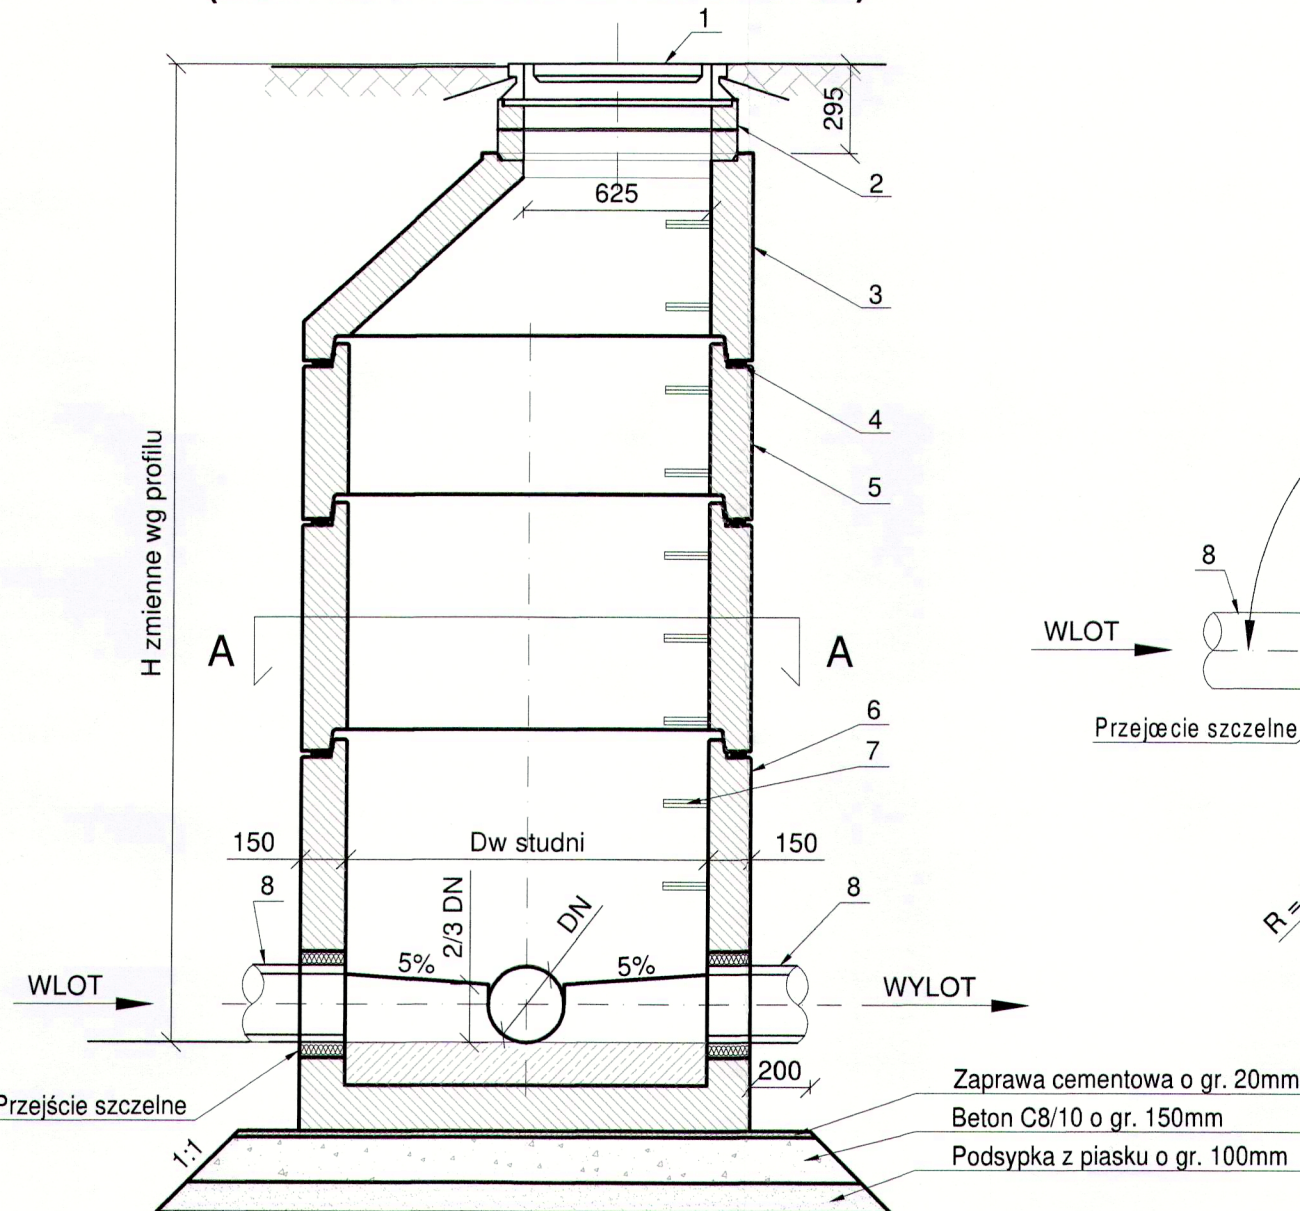 1
295
2
625
3
4
5
H zmienne wg profilu
A
A
8
WLOT
Przejœcie szczelne
6
7
150
Dw studni
150
8
2/3 DN
DN
8
5%
5%
R =
WLOT
WYLOT
200
Przejście szczelne
Zaprawa cementowa o gr. 20mm
Beton C8/10 o gr. 150mm
Podsypka z piasku o gr. 100mm
1:1